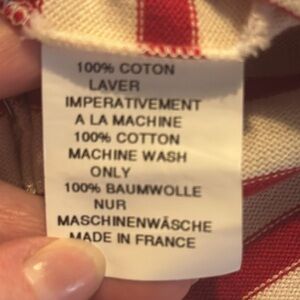 100% COTON
LAVER
IMPERATIVEMENT
A LA MACHINE
100% COTTON
MACHINE WASH
ONLY
100% BAUMWOLLE
NUR
MASCHINENWÄSCHE
MADE IN FRANCE